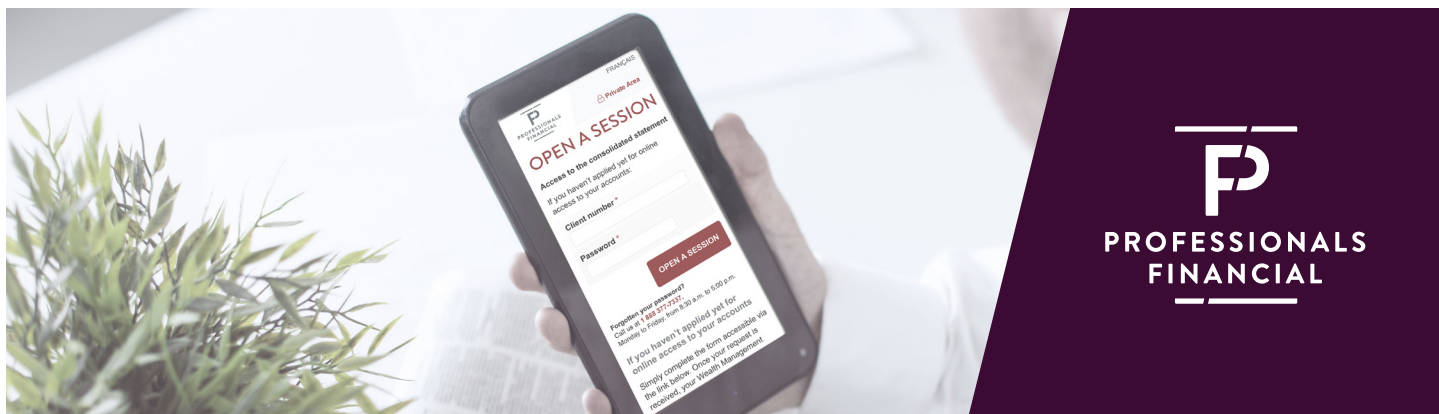 FRANÇAIS
P
PROFESSIONALS
FINANCIAL
Private Area
OPEN A SESSION
Access to the consolidated statement
If you haven't applied yet for online
access to your accounts:
Client number *
Password *
OPEN A SESSION
Forgotten your password?
Call us at 1 888 377-7337,
Monday to Friday, from 8:30 a.m. to 5:00 p.m.
If you haven't applied yet for
online access to your accounts
Simply complete the form accessible via
the link below. Once your request is
received, your Wealth Management
FP
PROFESSIONALS
FINANCIAL